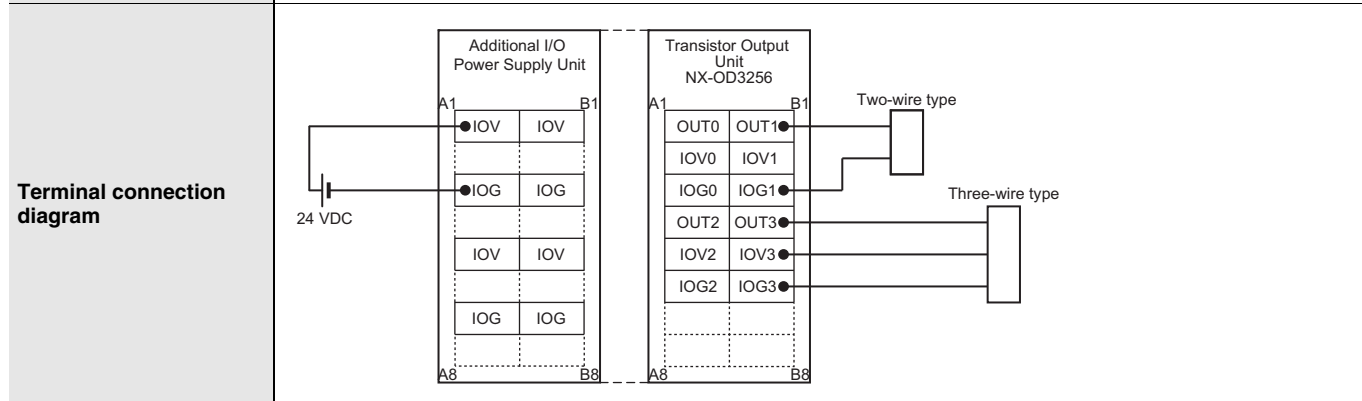 Terminal connection
diagram
Additional I/O
Power Supply Unit
A1 B1
IOV IOV
IOG IOG
IOV IOV
IOG IOG
A8 B8
24 VDC
Transistor Output
Unit
NX-OD3256
A1 B1
OUT0 OUT1
IOV0 IOV1
IOG0 IOG1
OUT2 OUT3
IOV2 IOV3
IOG2 IOG3
A8 B8
Two-wire type
Three-wire type